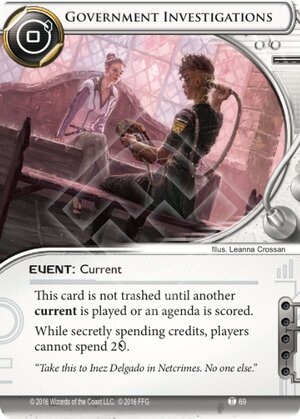 0
GOVERNMENT INVESTIGATIONS
Illus. Leanna Crossan
EVENT: Current
This card is not trashed until another
current is played or an agenda is scored.
While secretly spending credits, players
cannot spend 2
“Take this to Inez Delgado in Netcrimes. No one else.”
© 2016 Wizards of the Coast LLC. © 2016 FFG
69